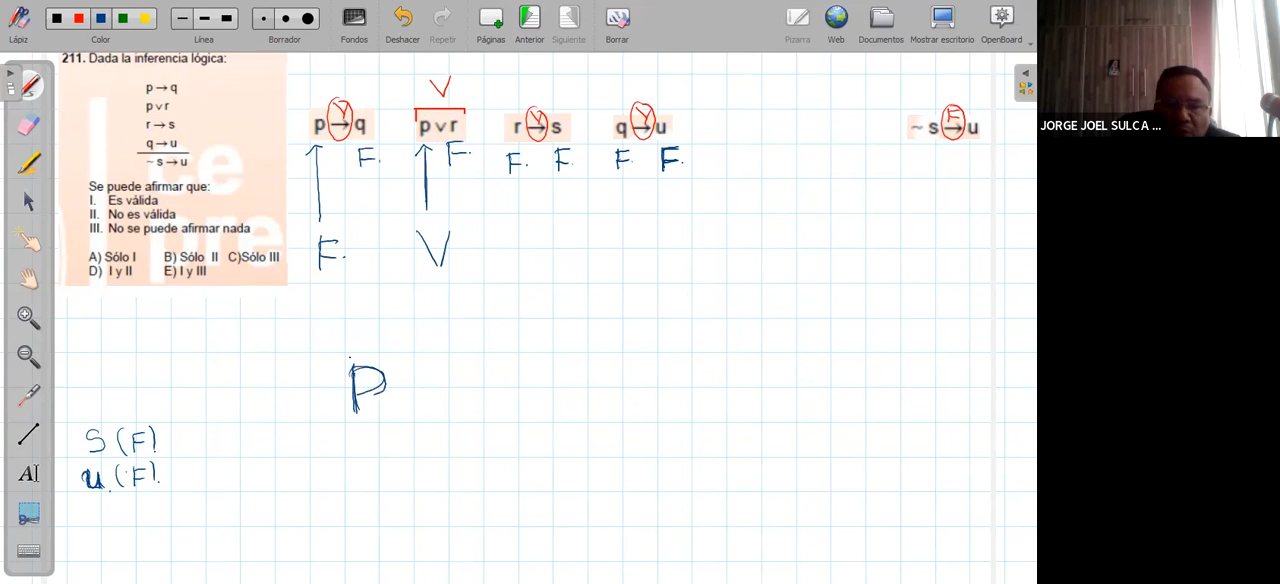 Lápiz
Color
Línea
Borrador
Fondos
Deshacer
Repetir
Páginas
Anterior
Siguiente
Borrar
Pizarra
Web
Documentos
Mostrar escritorio
OpenBoard
211. Dada la inferencia lógica:
p → q
p v r
r → s
q → u
~ s → u
Se puede afirmar que:
I. Es válida
II. No es válida
III. No se puede afirmar nada
A) Sólo I B) Sólo II C)Sólo III
D) I y II E) I y III
V
V V V F
p → q p v r r → s q → u ~ s → u
F. F. F. F. F. F.
F. V
P
S (F)
u (F).
AI
JORGE JOEL SULCA ...